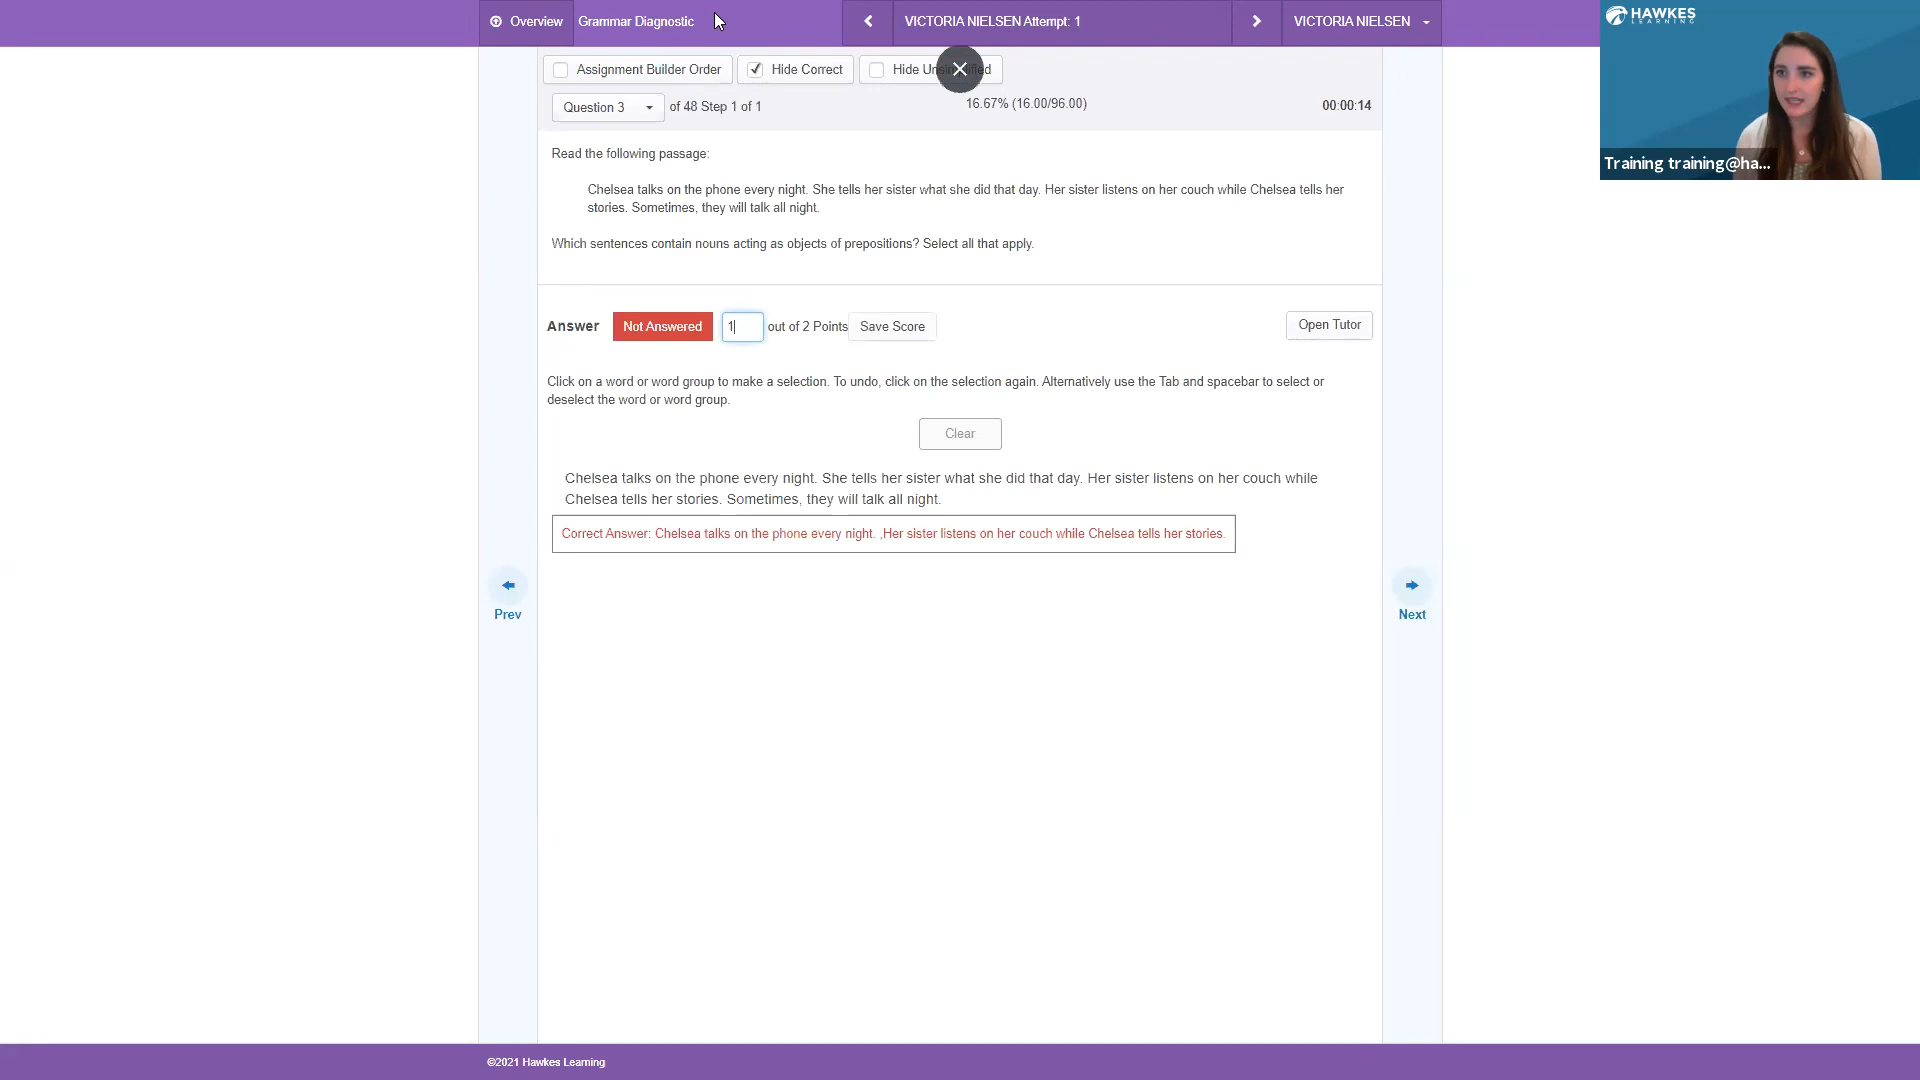 Overview
Grammar Diagnostic
VICTORIA NIELSEN Attempt: 1
VICTORIA NIELSEN
HAWKES
LEARNING
Training training@ha...
Assignment Builder Order
Hide Correct
Hide
Question 3
of 48 Step 1 of 1
16.67% (16.00/96.00)
00:00:14
Read the following passage:
Chelsea talks on the phone every night. She tells her sister what she did that day. Her sister listens on her couch while Chelsea tells her
stories. Sometimes, they will talk all night.
Which sentences contain nouns acting as objects of prepositions? Select all that apply.
Answer
Not Answered
1
out of 2 Points
Save Score
Open Tutor
Click on a word or word group to make a selection. To undo, click on the selection again. Alternatively use the Tab and spacebar to select or
deselect the word or word group.
Clear
Chelsea talks on the phone every night. She tells her sister what she did that day. Her sister listens on her couch while
Chelsea tells her stories. Sometimes, they will talk all night.
Correct Answer: Chelsea talks on the phone every night. ,Her sister listens on her couch while Chelsea tells her stories.
Prev
Next
©2021 Hawkes Learning